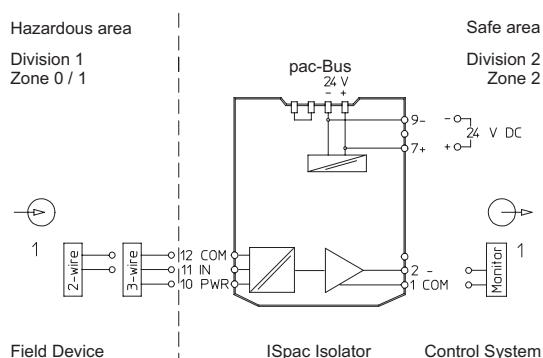 Hazardous area
Safe area
Division 1
Zone 0 / 1
Division 2
Zone 2
pac-Bus
24 V
- +
9-
7+
-
+
24 V DC
1
1
2-wire
3-wire
12 COM
11 IN
10 PWR
2 -
1 COM
Monitor
Field Device
ISpac Isolator
Control System